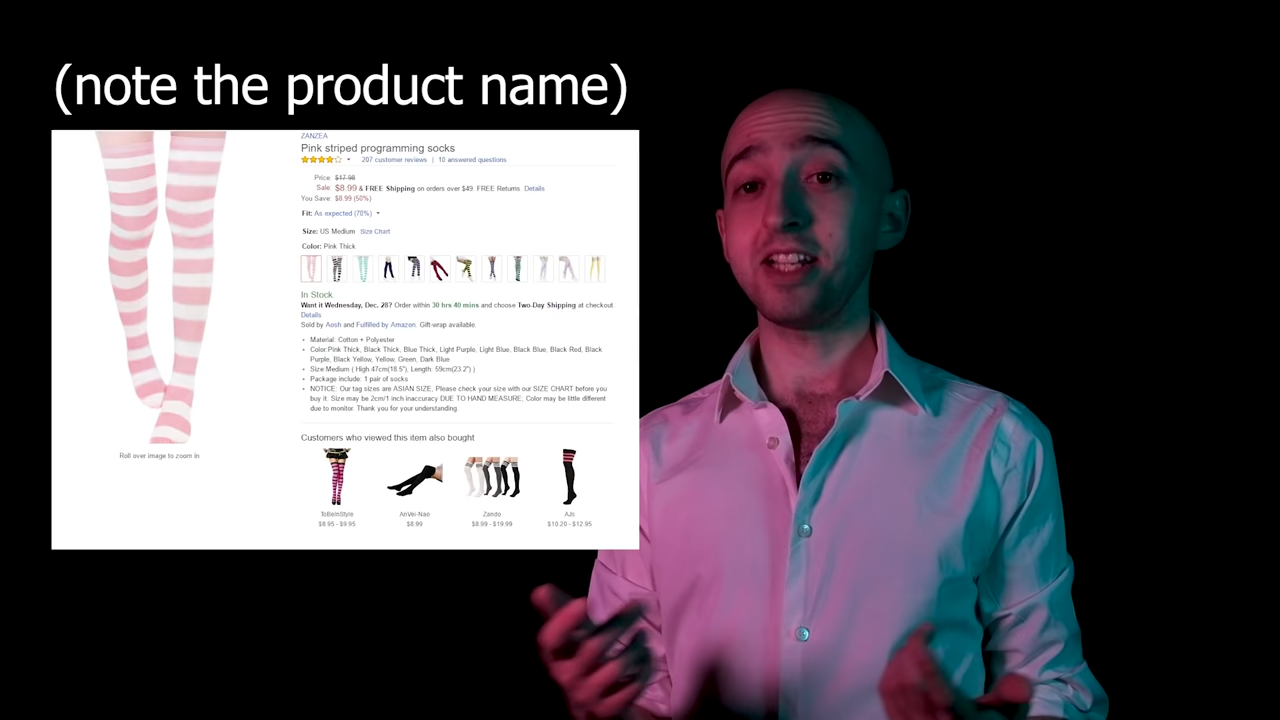 (note the product name)
ZANZEA
Pink striped programming socks
207 customer reviews | 10 answered questions
Price: $17.98
Sale: $8.99 & FREE Shipping on orders over $49. FREE Returns. Details
You Save: $8.99 (50%)
Fit: As expected (70%)
Size: US Medium Size Chart
Color: Pink Thick
In Stock.
Want it Wednesday, Dec. 28? Order within 30 hrs 40 mins and choose Two-Day Shipping at checkout
Details
Sold by Aosh and Fulfilled by Amazon. Gift-wrap available.
• Material: Cotton + Polyester
• Color:Pink Thick, Black Thick, Blue Thick, Light Purple, Light Blue, Black Blue, Black Red, Black
Purple, Black Yellow, Yellow, Green, Dark Blue
• Size Medium ( High 47cm(18.5"), Length: 59cm(23.2") )
• Package include: 1 pair of socks
• NOTICE: Our tag sizes are ASIAN SIZE, Please check your size with our SIZE CHART before you
buy it. Size may be 2cm/1 inch inaccuracy DUE TO HAND MEASURE, Color may be little different
due to monitor. Thank you for your understanding.
Roll over image to zoom in
Customers who viewed this item also bought
ToBeInStyle
$8.95 - $9.95
AnVei-Nao
$8.99
Zando
$8.99 - $19.99
AJs
$10.20 - $12.95